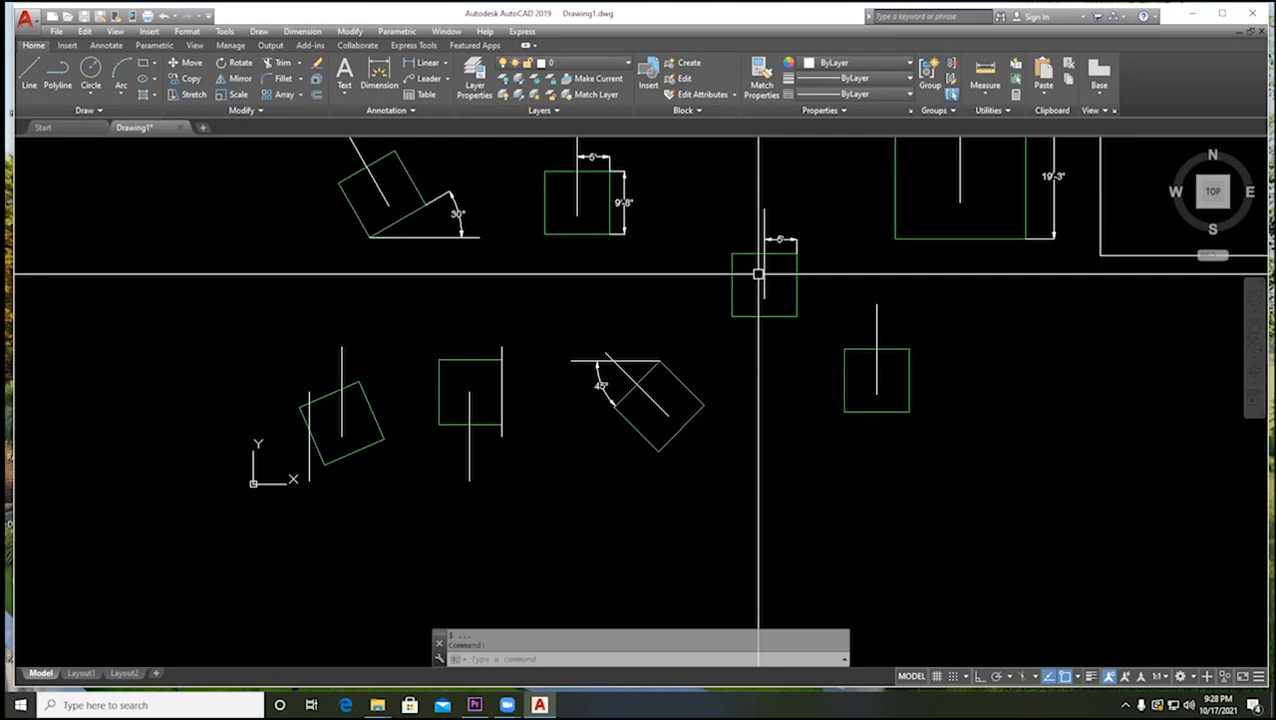 Autodesk AutoCAD 2019 Drawing1.dwg
Type a keyword or phrase
Sign In
File Edit View Insert Format Tools Draw Dimension Modify Parametric Window Help Express
Home Insert Annotate Parametric View Manage Output Add-ins Collaborate Express Tools Featured Apps
Line Polyline Circle Arc
Move Rotate Trim
Copy Mirror Fillet
Stretch Scale Array
Text Dimension
Linear
Leader
Table
Layer Properties
0
Make Current
Match Layer
Insert
Create
Edit
Edit Attributes
Match Properties
ByLayer
ByLayer
ByLayer
Group
Measure
Paste
Base
Draw Modify Annotation Layers Block Properties Groups Utilities Clipboard View
Start Drawing1*
N
W TOP E
S
5'
9'-8"
19'-3"
30°
5'
45°
Y
X
$ ...
Command:
Type a command
Model Layout1 Layout2
MODEL
1:1
Type here to search
9:28 PM
10/17/2021
4